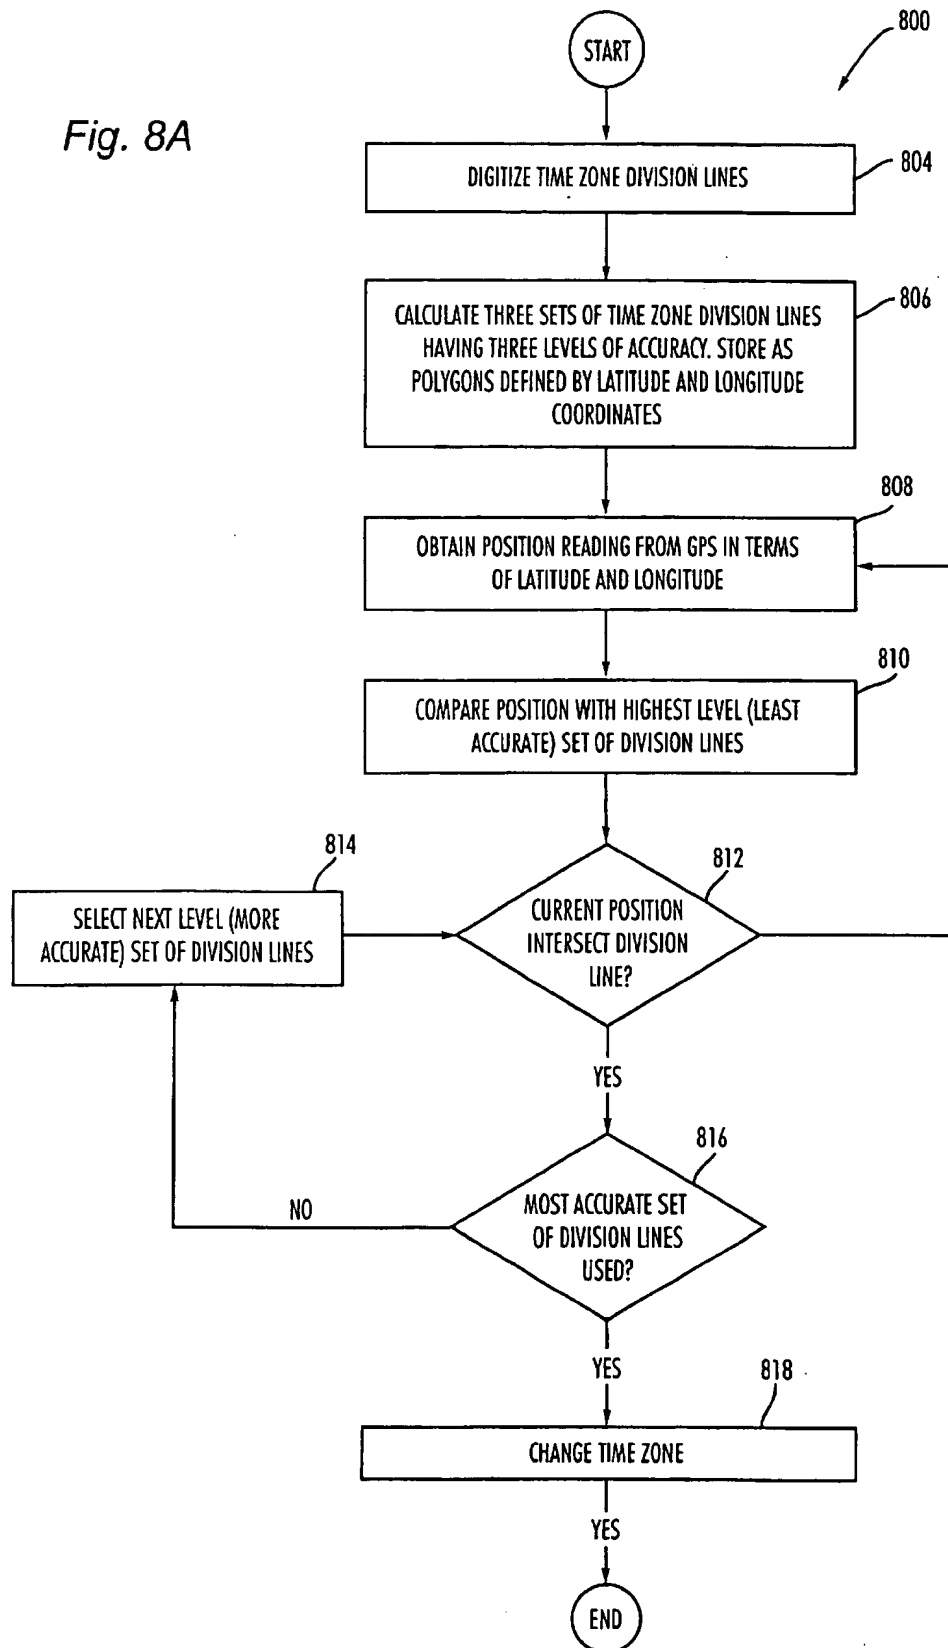 START
800
Fig. 8A
DIGITIZE TIME ZONE DIVISION LINES
804
CALCULATE THREE SETS OF TIME ZONE DIVISION LINES
HAVING THREE LEVELS OF ACCURACY. STORE AS
POLYGONS DEFINED BY LATITUDE AND LONGITUDE
COORDINATES
806
808
OBTAIN POSITION READING FROM GPS IN TERMS
OF LATITUDE AND LONGITUDE
810
COMPARE POSITION WITH HIGHEST LEVEL (LEAST
ACCURATE) SET OF DIVISION LINES
814
SELECT NEXT LEVEL (MORE
ACCURATE) SET OF DIVISION LINES
812
CURRENT POSITION
INTERSECT DIVISION
LINE?
YES
816
MOST ACCURATE SET
OF DIVISION LINES
USED?
NO
YES
818
CHANGE TIME ZONE
YES
END